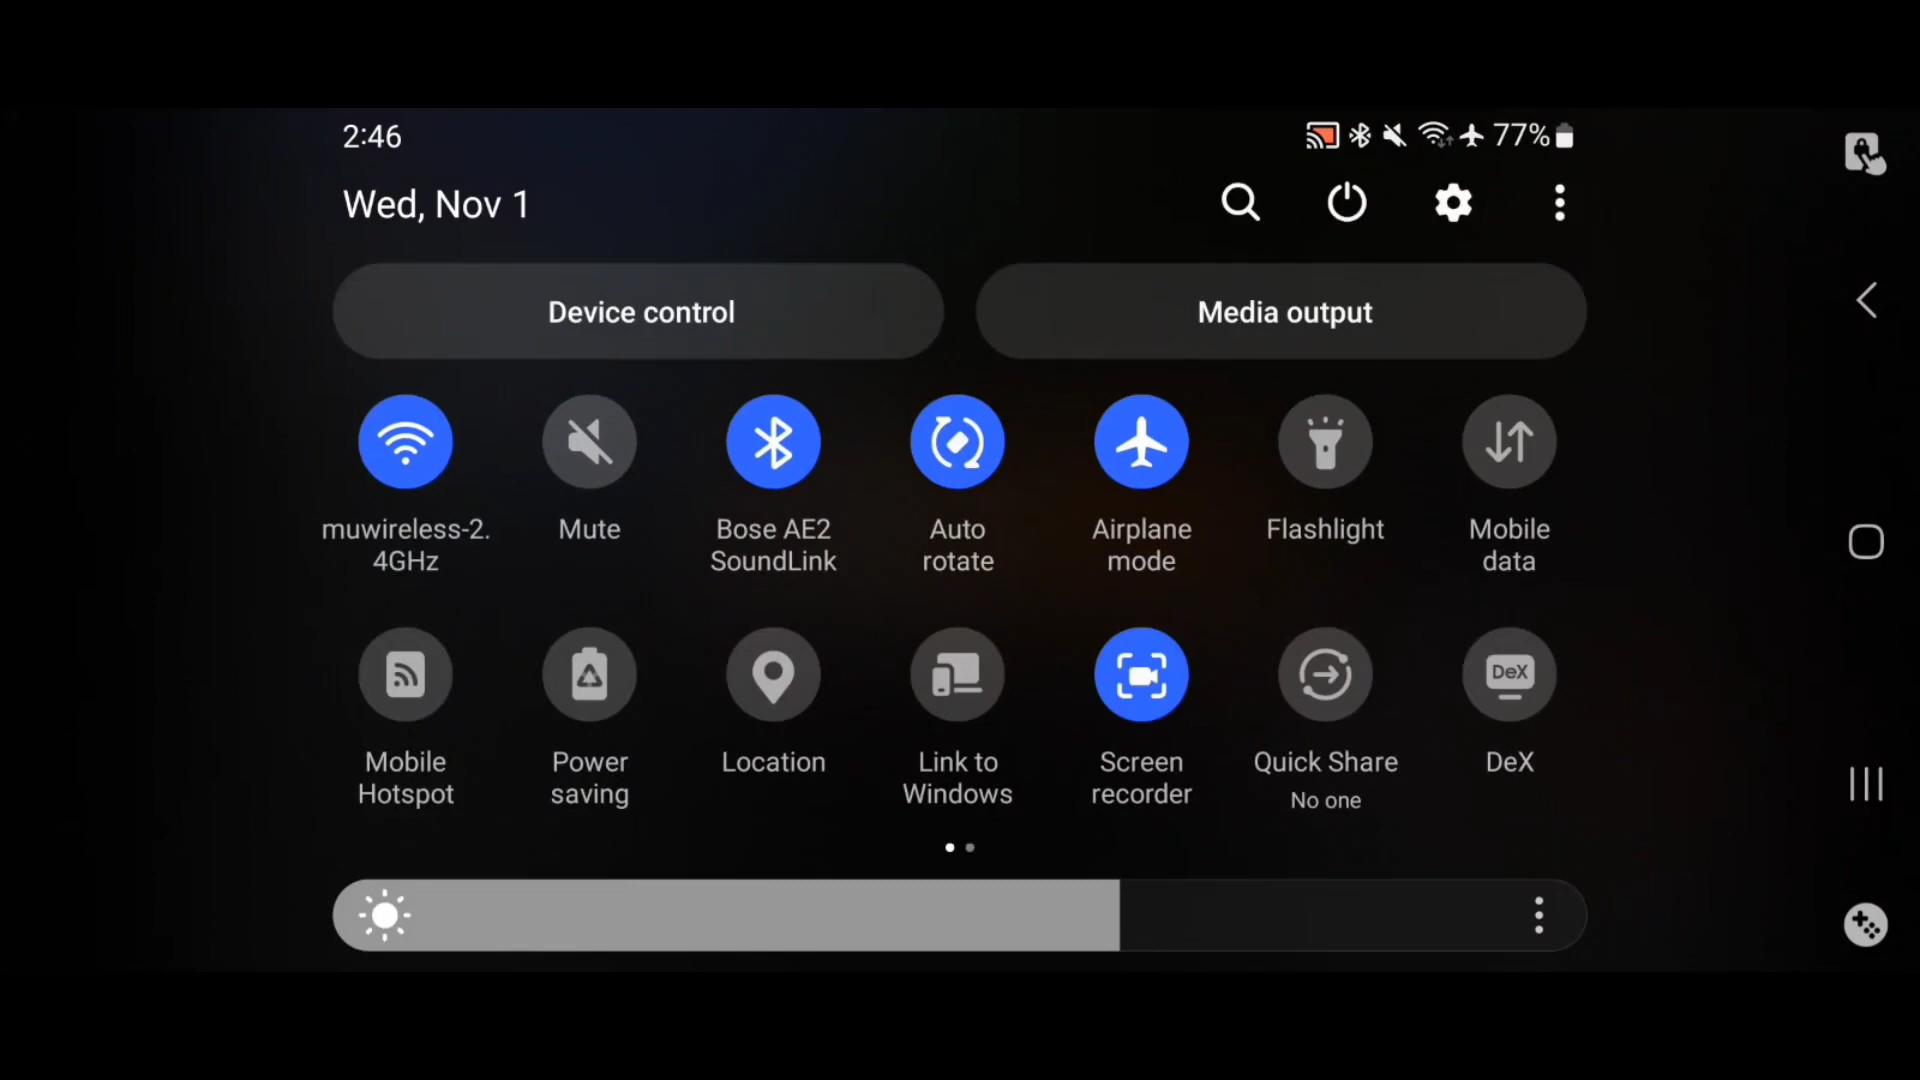 2:46
77%
Wed, Nov 1
Device control
Media output
muwireless-2.
4GHz
Mute
Bose AE2
SoundLink
Auto
rotate
Airplane
mode
Flashlight
Mobile
data
Mobile
Hotspot
Power
saving
Location
Link to
Windows
Screen
recorder
Quick Share
No one
DeX
DeX